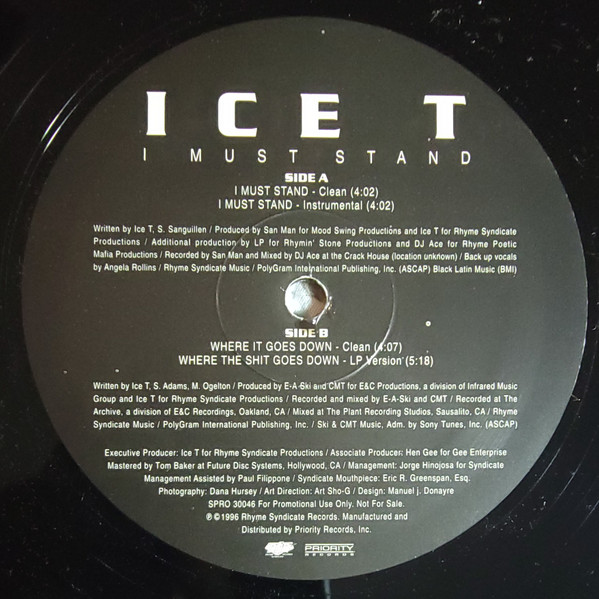 ICE T
I MUST STAND
SIDE A
I MUST STAND - Clean (4:02)
I MUST STAND - Instrumental (4:02)
Written by Ice T, S. Sanguillen / Produced by San Man for Mood Swing Productions and Ice T for Rhyme Syndicate
Productions / Additional production by LP for Rhymin' Stone Productions and DJ Ace for Rhyme Poetic
Mafia Productions / Recorded by San Man and Mixed by DJ Ace at the Crack House (location unknown) / Back up vocals
by Angela Rollins / Rhyme Syndicate Music / PolyGram International Publishing, Inc. (ASCAP) Black Latin Music (BMI)
SIDE B
WHERE IT GOES DOWN - Clean (4:07)
WHERE THE SHIT GOES DOWN - LP Version (5:18)
Written by Ice T, S. Adams, M. Ogelton / Produced by E-A-Ski and CMT for E&C Productions, a division of Infrared Music
Group and Ice T for Rhyme Syndicate Productions / Recorded and mixed by E-A-Ski and CMT / Recorded at The
Archive, a division of E&C Recordings, Oakland, CA / Mixed at The Plant Recording Studios, Sausalito, CA / Rhyme
Syndicate Music / PolyGram International Publishing, Inc. / Ski & CMT Music, Adm. by Sony Tunes, Inc. (ASCAP)
Executive Producer: Ice T for Rhyme Syndicate Productions / Associate Producer: Hen Gee for Gee Enterprise
Mastered by Tom Baker at Future Disc Systems, Hollywood, CA / Management: Jorge Hinojosa for Syndicate
Management Assisted by Paul Filippone / Syndicate Mouthpiece: Eric R. Greenspan, Esq.
Photography: Dana Hursey / Art Direction: Art Sho-G / Design: Manuel j. Donayre
SPRO 30046 For Promotional Use Only. Not For Sale.
℗©1996 Rhyme Syndicate Records. Manufactured and
Distributed by Priority Records, Inc.
PRIORITY
RECORDS